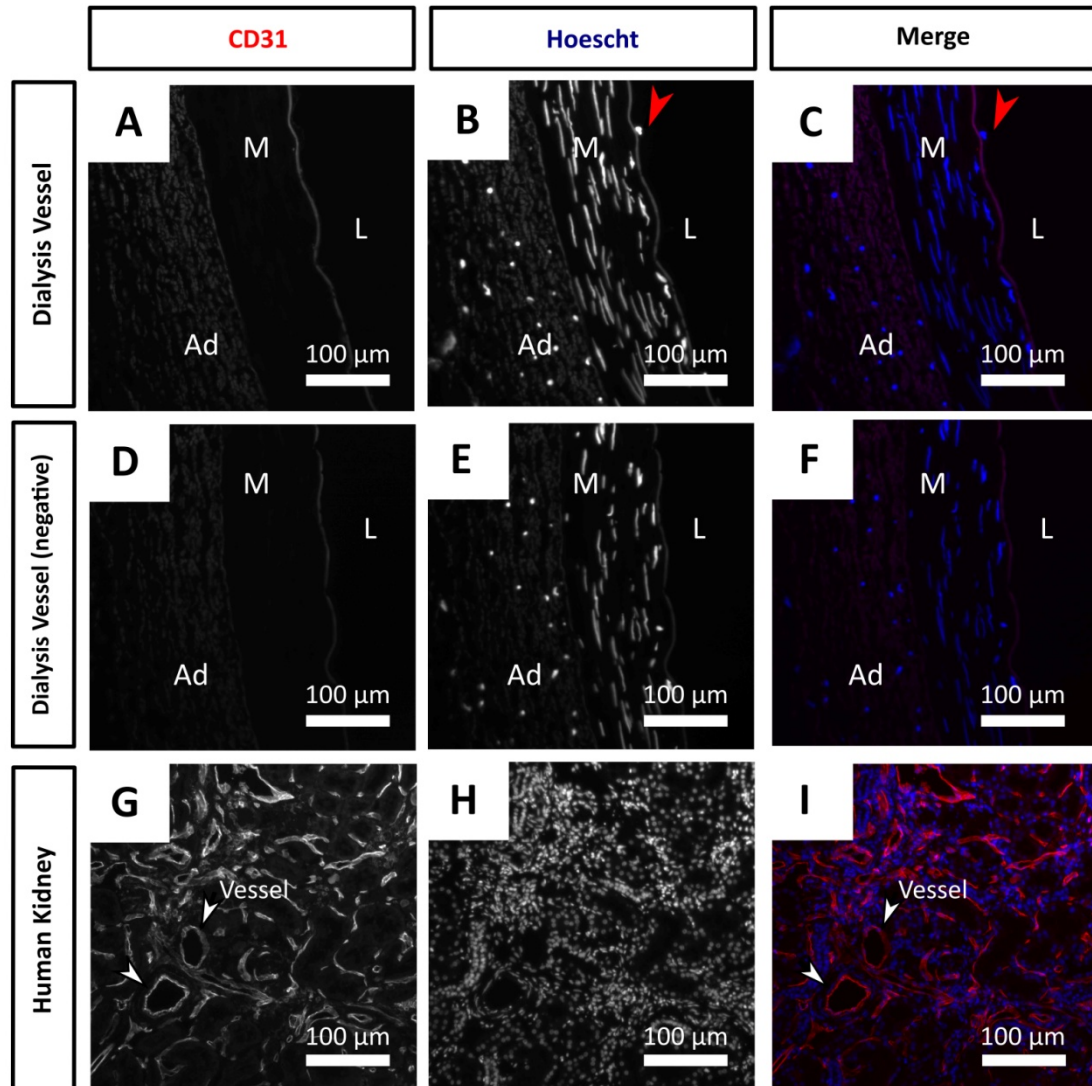 CD31
Hoescht
Merge
Dialysis Vessel
A
M
L
Ad
100 µm
B
M
L
Ad
100 µm
C
M
L
Ad
100 µm
Dialysis Vessel (negative)
D
M
L
Ad
100 µm
E
M
L
Ad
100 µm
F
M
L
Ad
100 µm
Human Kidney
G
Vessel
100 µm
H
100 µm
I
Vessel
100 µm